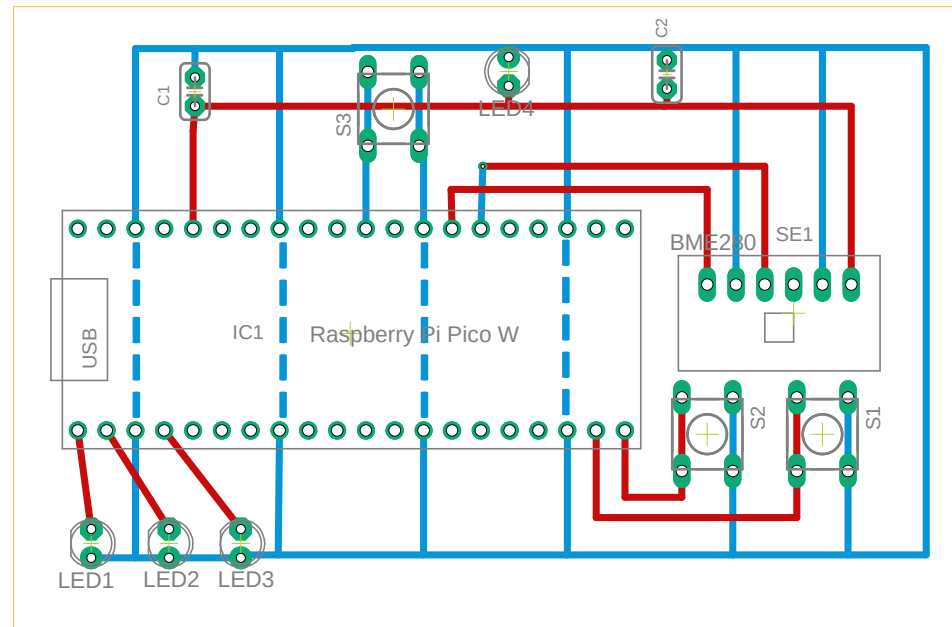 C2
C1
S3
LED4
BME280
SE1
USB
IC1
Raspberry Pi Pico W
S2
S1
LED1
LED2
LED3